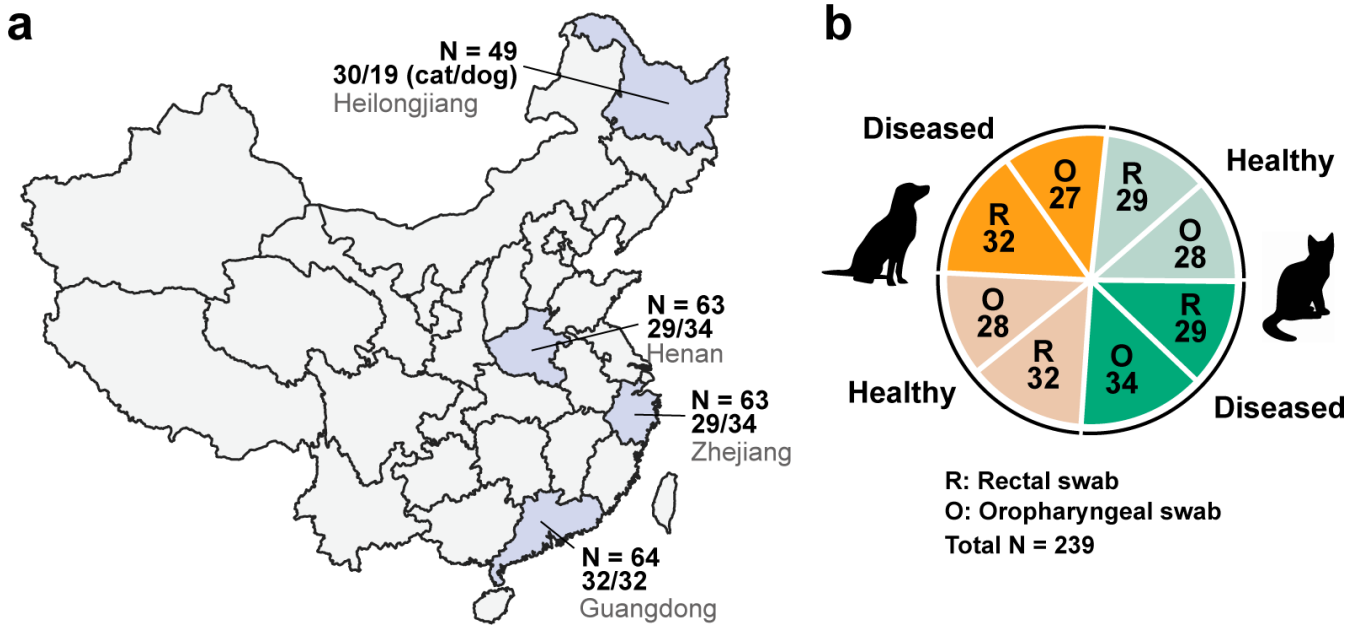 a
N = 49
30/19 (cat/dog)
Heilongjiang
N = 63
29/34
Henan
N = 63
29/34
Zhejiang
N = 64
32/32
Guangdong
b
Diseased
Healthy
O
27
R
29
R
32
O
28
O
28
R
29
R
32
O
34
Healthy
Diseased
R: Rectal swab
O: Oropharyngeal swab
Total N = 239